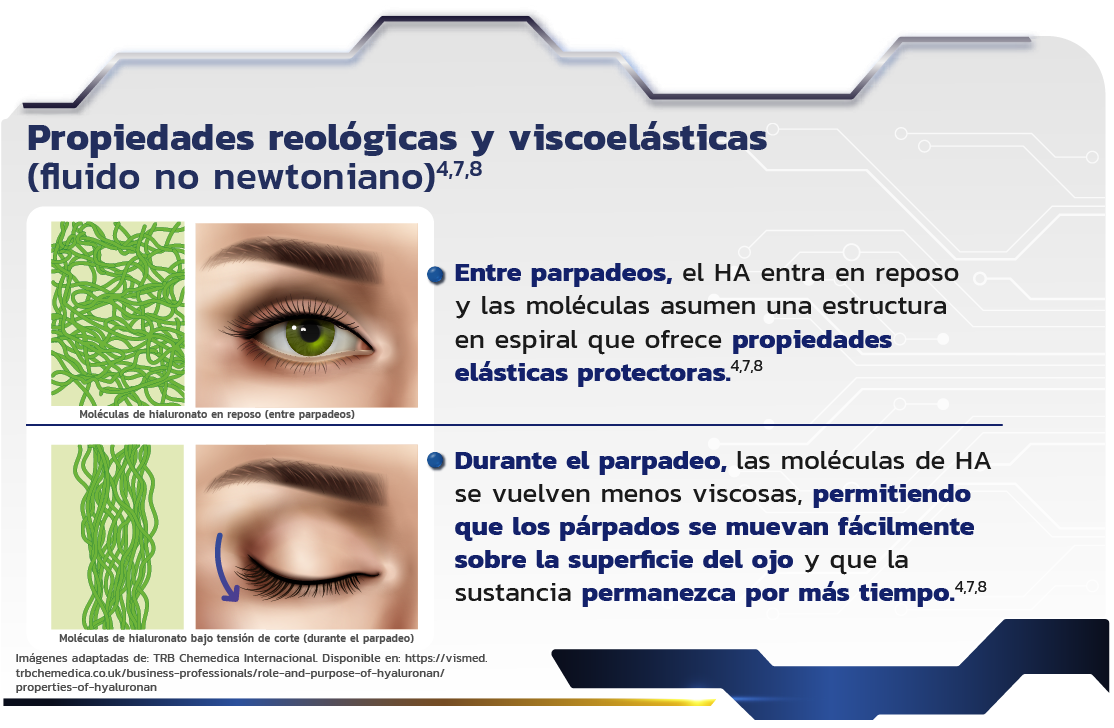 Propiedades reológicas y viscoelásticas
(fluido no newtoniano)4,7,8
Entre parpadeos, el HA entra en reposo
y las moléculas asumen una estructura
en espiral que ofrece propiedades
elásticas protectoras.4,7,8
Moléculas de hialuronato en reposo (entre parpadeos)
Durante el parpadeo, las moléculas de HA
se vuelven menos viscosas, permitiendo
que los párpados se muevan fácilmente
sobre la superficie del ojo y que la
sustancia permanezca por más tiempo.4,7,8
Moléculas de hialuronato bajo tensión de corte (durante el parpadeo)
Imágenes adaptadas de: TRB Chemedica Internacional. Disponible en: https://vismed.
trbchemedica.co.uk/business-professionals/role-and-purpose-of-hyaluronan/
properties-of-hyaluronan